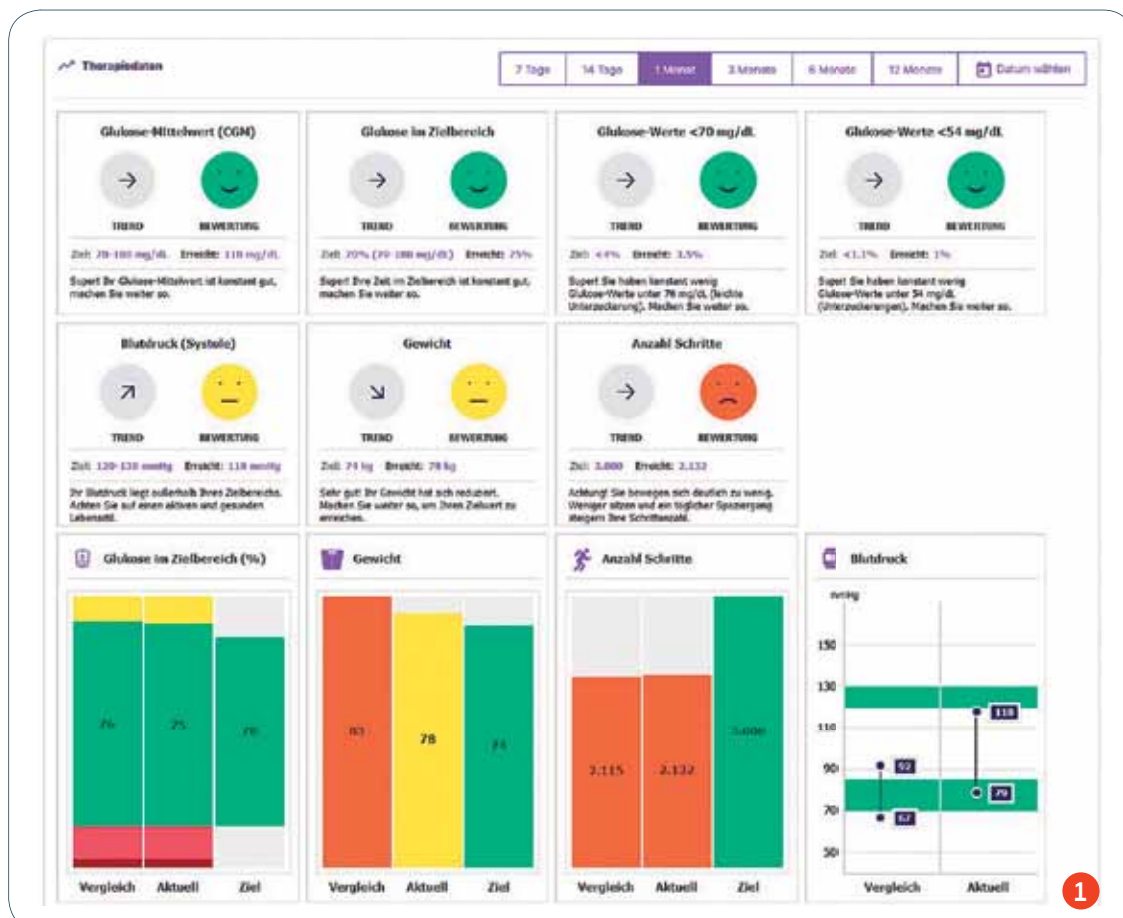 Therapiedaten
7 Tage 14 Tage 1 Monat 3 Monate 6 Monate 12 Monate Datum wählen
Glukose-Mittelwert (CGM)
TREND BEWERTUNG
Ziel: 70-180 mg/dL Erreicht: 118 mg/dL
Super! Ihr Glukose-Mittelwert ist konstant gut,
machen Sie weiter so.
Glukose im Zielbereich
TREND BEWERTUNG
Ziel: 70% (70-180 mg/dL) Erreicht: 75%
Super! Ihre Zeit im Zielbereich ist konstant gut,
machen Sie weiter so.
Glukose-Werte <70 mg/dL
TREND BEWERTUNG
Ziel: <4% Erreicht: 3.5%
Super! Sie haben konstant wenig
Glukose-Werte unter 70 mg/dL (leichte
Unterzuckerung). Machen Sie weiter so.
Glukose-Werte <54 mg/dL
TREND BEWERTUNG
Ziel: <1.1% Erreicht: 1%
Super! Sie haben konstant wenig
Glukose-Werte unter 54 mg/dL
(Unterzuckerungen). Machen Sie weiter so.
Blutdruck (Systole)
TREND BEWERTUNG
Ziel: 120-130 mmHg Erreicht: 118 mmHg
Ihr Blutdruck liegt außerhalb Ihres Zielbereichs.
Achten Sie auf einen aktiven und gesunden
Lebensstil.
Gewicht
TREND BEWERTUNG
Ziel: 74 kg Erreicht: 78 kg
Sehr gut! Ihr Gewicht hat sich reduziert.
Machen Sie weiter so, um Ihren Zielwert zu
erreichen.
Anzahl Schritte
TREND BEWERTUNG
Ziel: 3.000 Erreicht: 2.132
Achtung! Sie bewegen sich deutlich zu wenig.
Weniger sitzen und ein täglicher Spaziergang
steigern Ihre Schrittanzahl.
Glukose im Zielbereich (%)
76 75 70
Vergleich Aktuell Ziel
Gewicht
83 78 74
Vergleich Aktuell Ziel
Anzahl Schritte
2.115 2.132 3.000
Vergleich Aktuell Ziel
Blutdruck
mmHg
150
130
110
90
70
50
92
67
118
79
Vergleich Aktuell
1